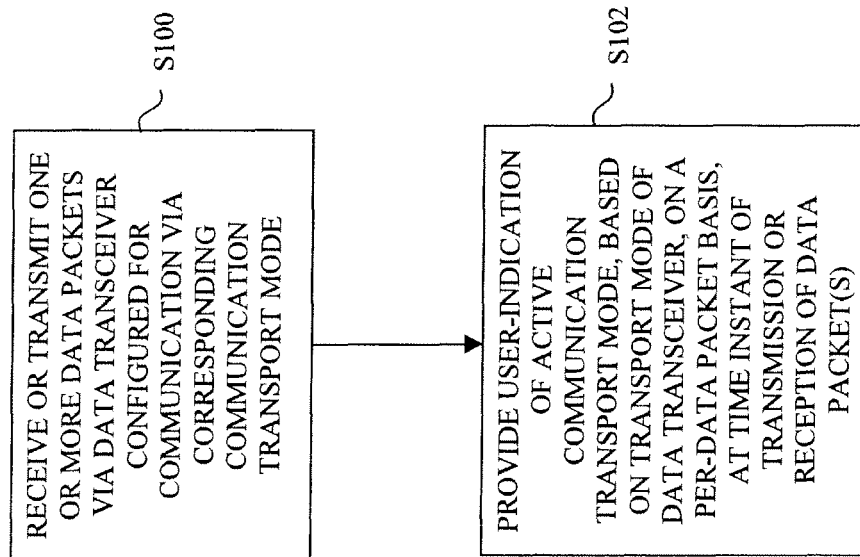 RECEIVE OR TRANSMIT ONE
OR MORE DATA PACKETS
VIA DATA TRANSCEIVER
CONFIGURED FOR
COMMUNICATION VIA
CORRESPONDING
COMMUNICATION
TRANSPORT MODE
S100
PROVIDE USER-INDICATION
OF ACTIVE
COMMUNICATION
TRANSPORT MODE, BASED
ON TRANSPORT MODE OF
DATA TRANSCEIVER, ON A
PER-DATA PACKET BASIS,
AT TIME INSTANT OF
TRANSMISSION OR
RECEPTION OF DATA
PACKET(S)
S102